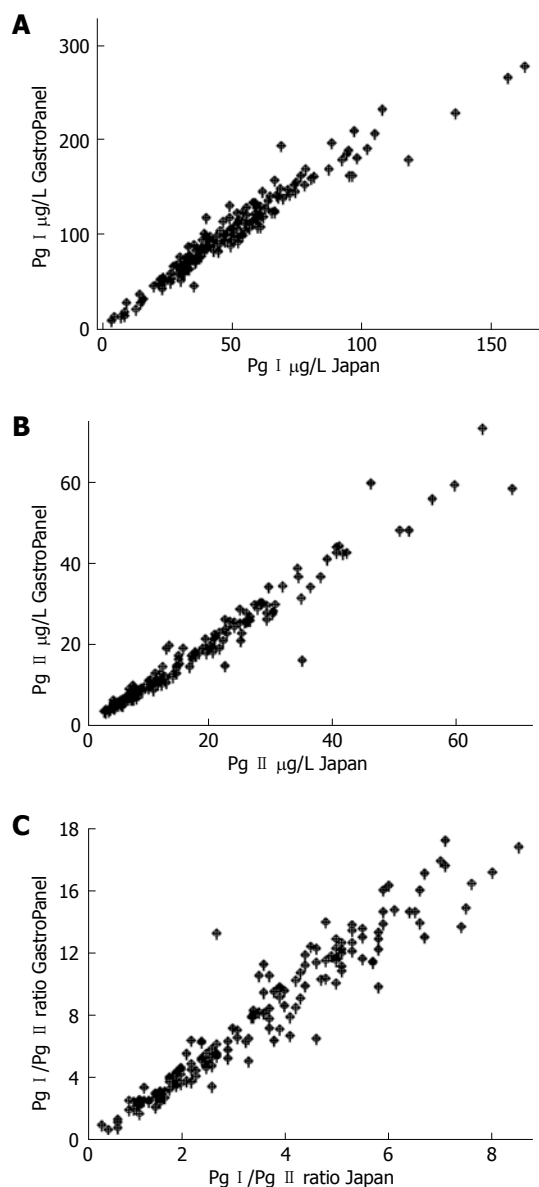 A
Pg Ⅰ μg/L GastroPanel
300
200
100
0
0 50 100 150
Pg Ⅰ μg/L Japan
B
Pg Ⅱ μg/L GastroPanel
60
40
20
0
0 20 40 60
Pg Ⅱ μg/L Japan
C
Pg Ⅰ/Pg Ⅱ ratio GastroPanel
18
16
12
8
4
0
2 4 6 8
Pg Ⅰ/Pg Ⅱ ratio Japan